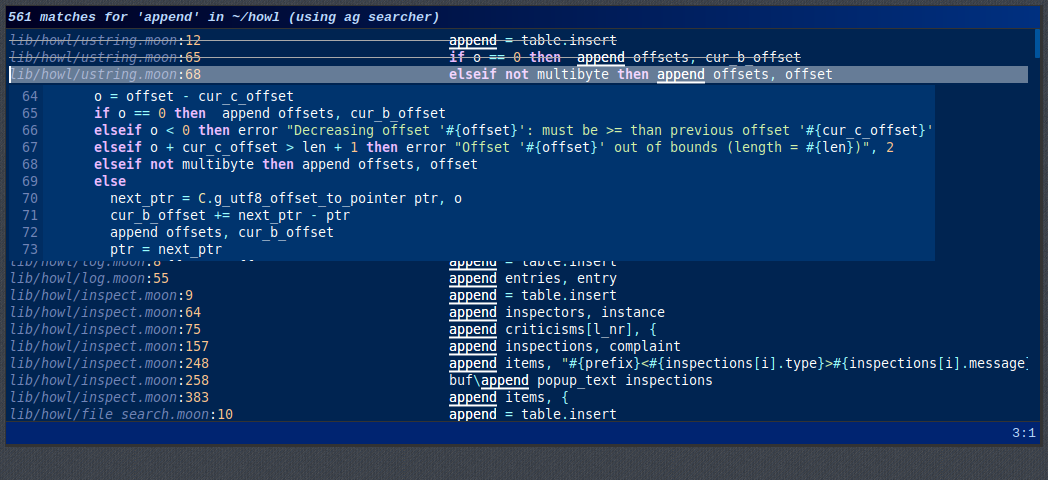 561 matches for 'append' in ~/howl (using ag searcher)
lib/howl/ustring.moon:12 append = table.insert
lib/howl/ustring.moon:65 if o == 0 then  append offsets, cur_b_offset
lib/howl/ustring.moon:68 elseif not multibyte then append offsets, offset
64 o = offset - cur_c_offset
65 if o == 0 then  append offsets, cur_b_offset
66 elseif o < 0 then error "Decreasing offset '#{offset}': must be >= than previous offset '#{cur_c_offset}'
67 elseif o + cur_c_offset > len + 1 then error "Offset '#{offset}' out of bounds (length = #{len})", 2
68 elseif not multibyte then append offsets, offset
69 else
70 next_ptr = C.g_utf8_offset_to_pointer ptr, o
71 cur_b_offset += next_ptr - ptr
72 append offsets, cur_b_offset
73 ptr = next_ptr
lib/howl/log.moon:8 append = table.insert
lib/howl/log.moon:55 append entries, entry
lib/howl/inspect.moon:9 append = table.insert
lib/howl/inspect.moon:64 append inspectors, instance
lib/howl/inspect.moon:75 append criticisms[l_nr], {
lib/howl/inspect.moon:157 append inspections, complaint
lib/howl/inspect.moon:248 append items, "#{prefix}<#{inspections[i].type}>#{inspections[i].message}
lib/howl/inspect.moon:258 buf\append popup_text inspections
lib/howl/inspect.moon:383 append items, {
lib/howl/file_search.moon:10 append = table.insert
3:1